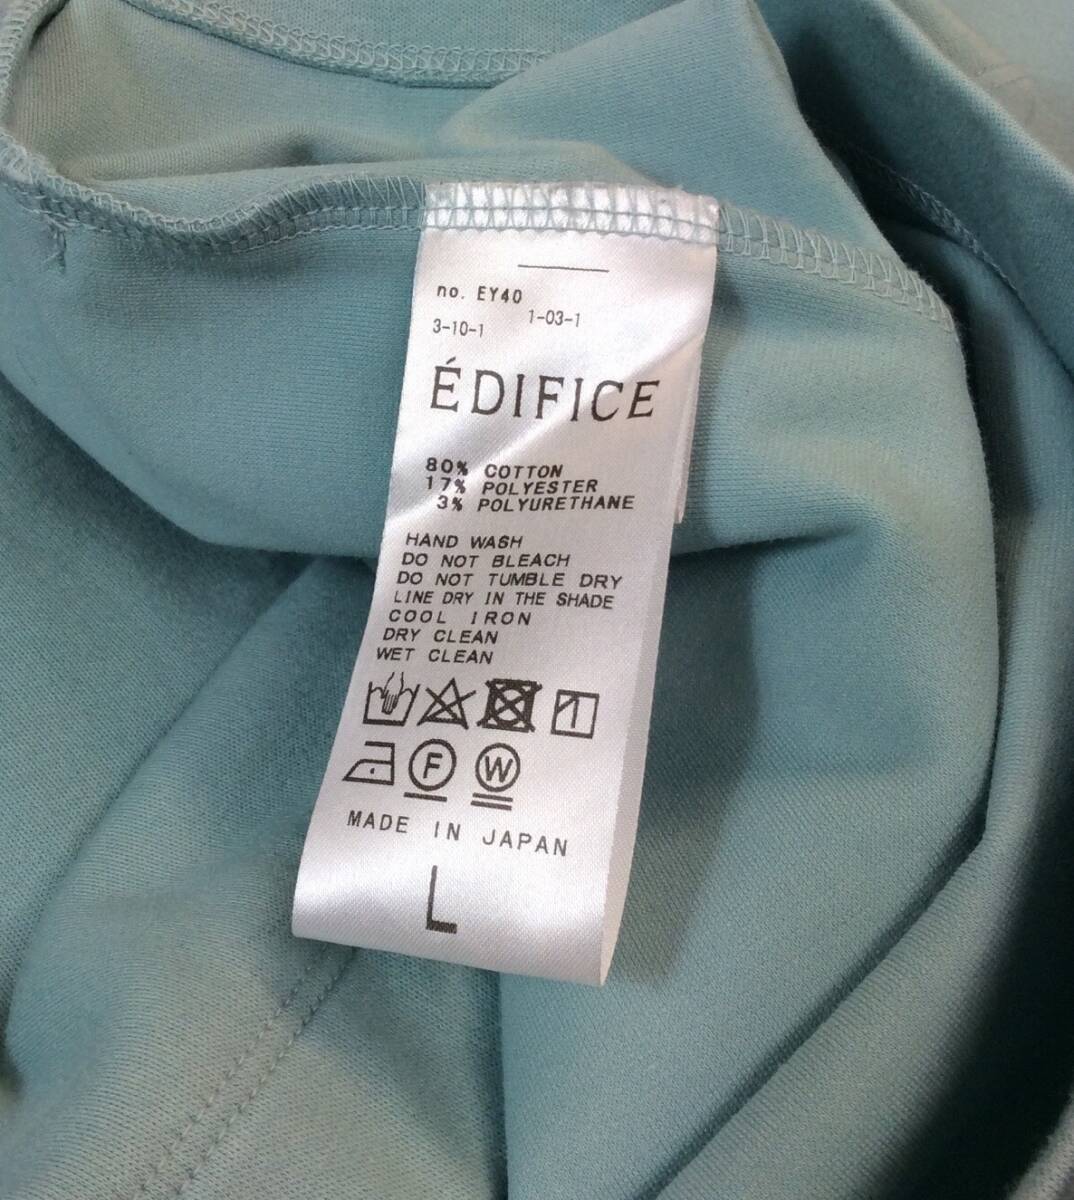 no. EY40
3-10-1 1-03-1
ÉDIFICE
80% COTTON
17% POLYESTER
3% POLYURETHANE
HAND WASH
DO NOT BLEACH
DO NOT TUMBLE DRY
LINE DRY IN THE SHADE
COOL IRON
DRY CLEAN
WET CLEAN
F W
MADE IN JAPAN
L